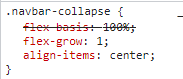 .navbar-collapse {
flex-basis: 100%;
flex-grow: 1;
align-items: center;
}